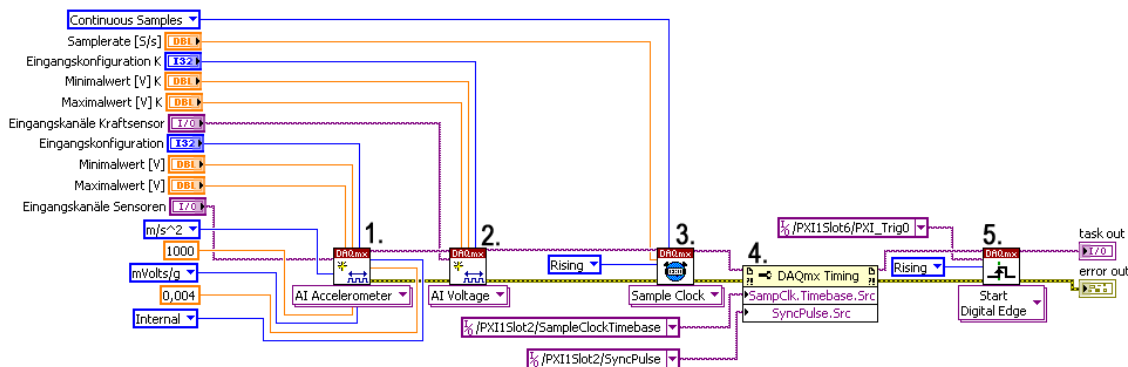 Continuous Samples
Samplerate [S/s] DBL
Eingangskonfiguration K I32
Minimalwert [V] K DBL
Maximalwert [V] K DBL
Eingangskanäle Kraftsensor I/O
Eingangskonfiguration I32
Minimalwert [V] DBL
Maximalwert [V] DBL
Eingangskanäle Sensoren I/O
m/s^2
1000
mVolts/g
0,004
Internal
1.
DAQmx
AI Accelerometer
2.
DAQmx
AI Voltage
3.
DAQmx
Rising
Sample Clock
4.
DAQmx Timing
SampClk.Timebase.Src
SyncPulse.Src
I/O /PXI1Slot2/SampleClockTimebase
I/O /PXI1Slot2/SyncPulse
I/O /PXI1Slot6/PXI_Trig0
5.
DAQmx
Rising
Start
Digital Edge
task out
I/O
error out